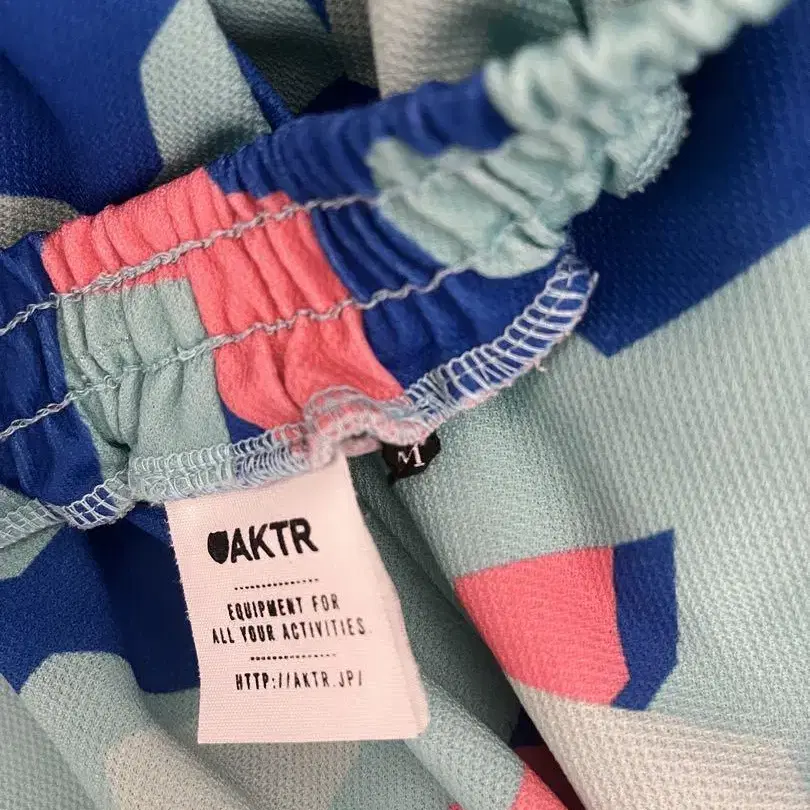 M
AKTR
EQUIPMENT FOR
ALL YOUR ACTIVITIES.
HTTP://AKTR.JP/